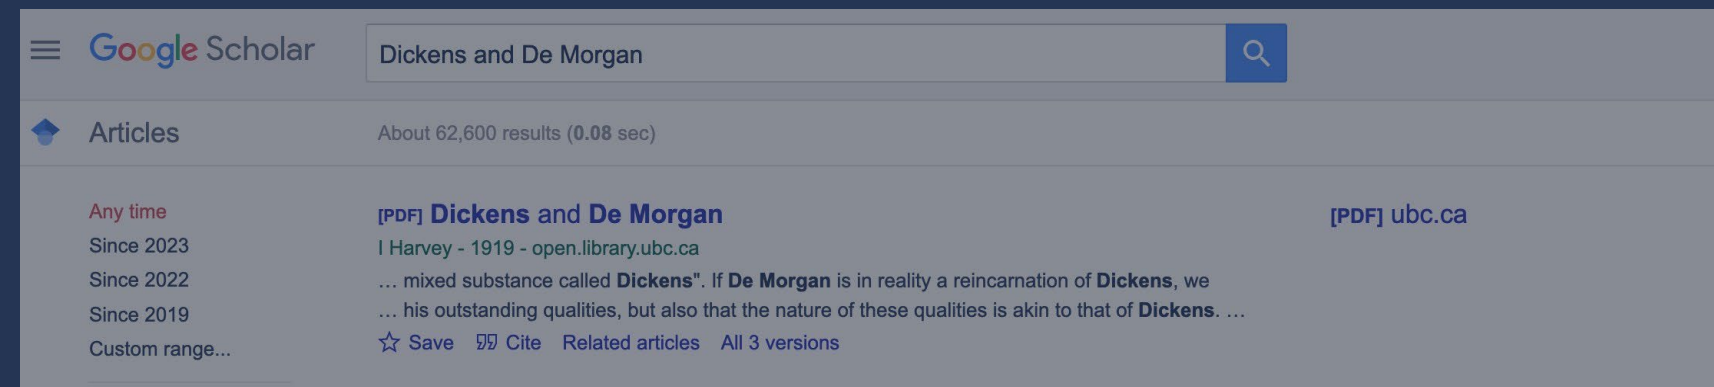 Google Scholar
Dickens and De Morgan
Articles
About 62,600 results (0.08 sec)
Any time
Since 2023
Since 2022
Since 2019
Custom range...
[PDF] Dickens and De Morgan
I Harvey - 1919 - open.library.ubc.ca
... mixed substance called Dickens". If De Morgan is in reality a reincarnation of Dickens, we
... his outstanding qualities, but also that the nature of these qualities is akin to that of Dickens. ...
Save Cite Related articles All 3 versions
[PDF] ubc.ca